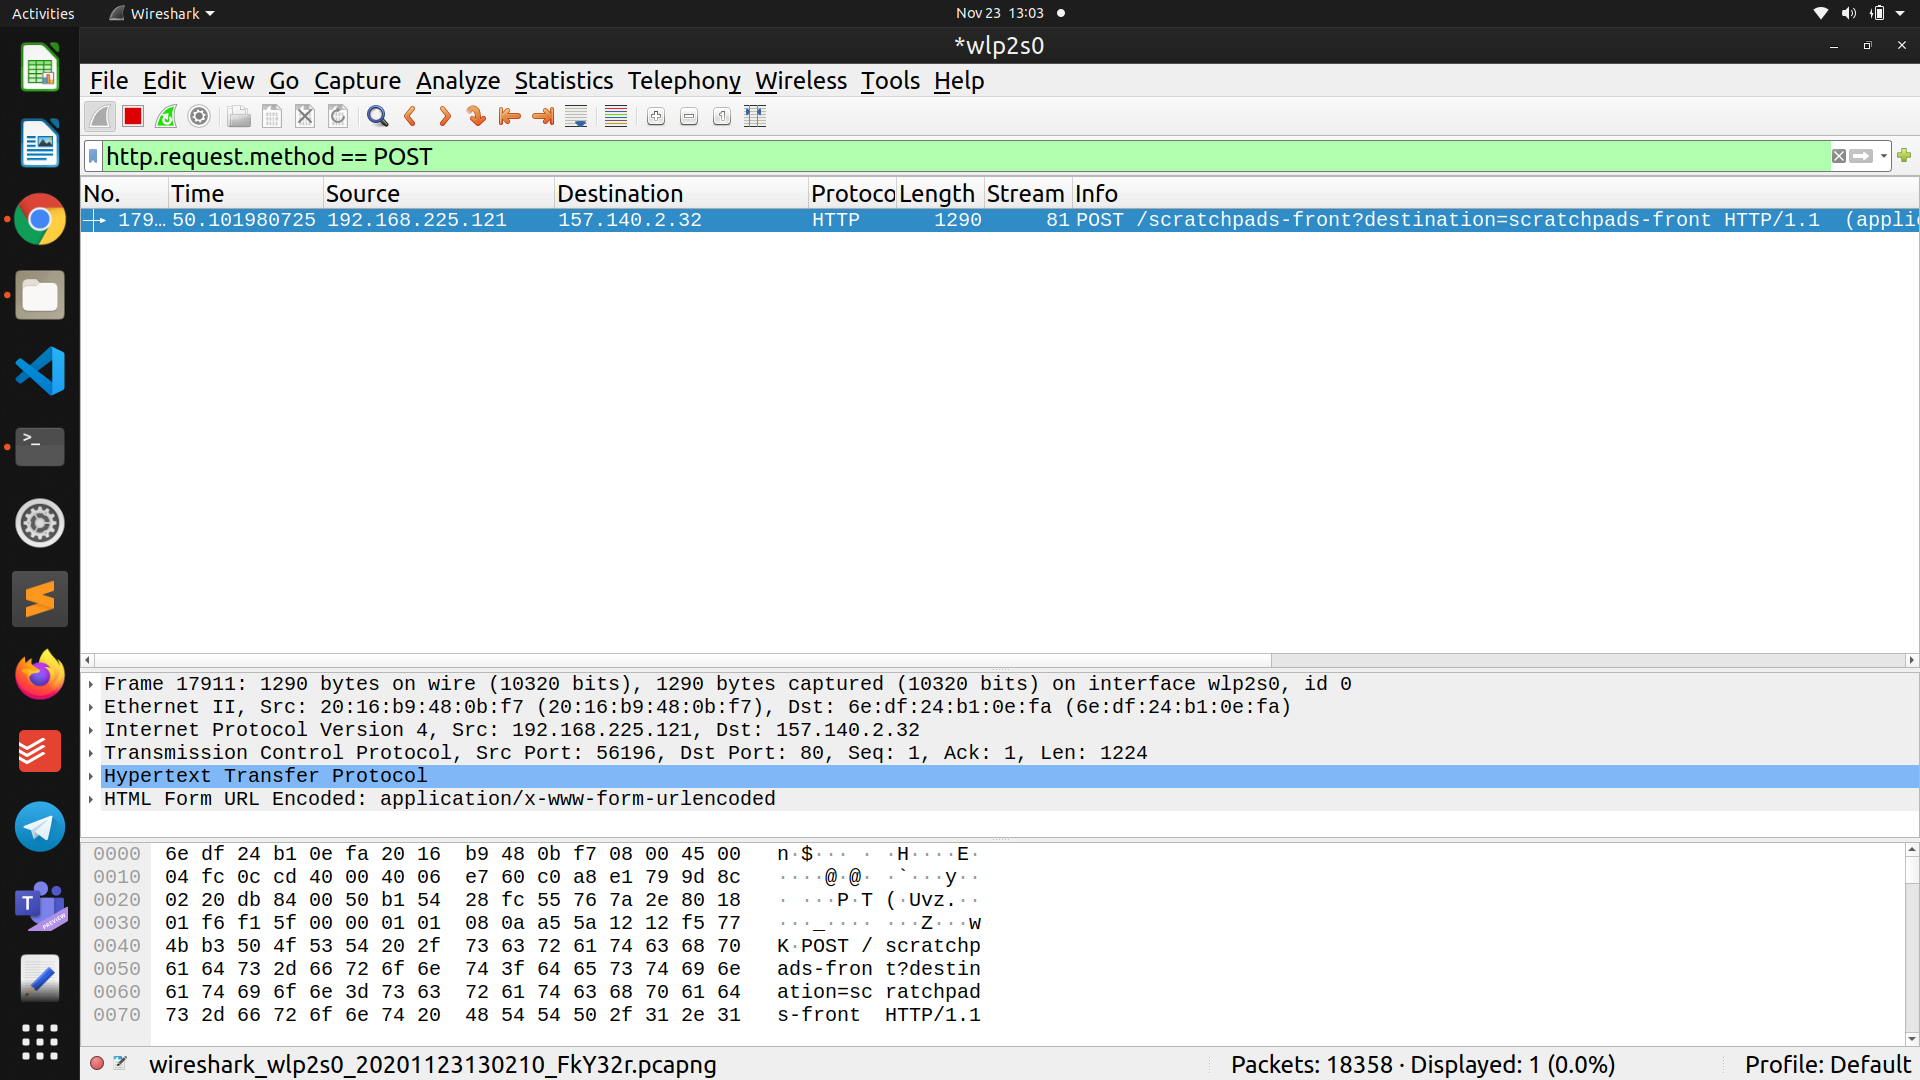 Activities Wireshark Nov 23 13:03
*wlp2s0
File Edit View Go Capture Analyze Statistics Telephony Wireless Tools Help
http.request.method == POST
No. Time Source Destination Protoco Length Stream Info
179… 50.101980725 192.168.225.121 157.140.2.32 HTTP 1290 81 POST /scratchpads-front?destination=scratchpads-front HTTP/1.1 (applic
Frame 17911: 1290 bytes on wire (10320 bits), 1290 bytes captured (10320 bits) on interface wlp2s0, id 0
Ethernet II, Src: 20:16:b9:48:0b:f7 (20:16:b9:48:0b:f7), Dst: 6e:df:24:b1:0e:fa (6e:df:24:b1:0e:fa)
Internet Protocol Version 4, Src: 192.168.225.121, Dst: 157.140.2.32
Transmission Control Protocol, Src Port: 56196, Dst Port: 80, Seq: 1, Ack: 1, Len: 1224
Hypertext Transfer Protocol
HTML Form URL Encoded: application/x-www-form-urlencoded
0000 6e df 24 b1 0e fa 20 16 b9 48 0b f7 08 00 45 00 n·$··· · ·H····E·
0010 04 fc 0c cd 40 00 40 06 e7 60 c0 a8 e1 79 9d 8c ····@·@· ·`···y··
0020 02 20 db 84 00 50 b1 54 28 fc 55 76 7a 2e 80 18 · ···P·T (·Uvz.··
0030 01 f6 f1 5f 00 00 01 01 08 0a a5 5a 12 12 f5 77 ···_···· ···Z···w
0040 4b b3 50 4f 53 54 20 2f 73 63 72 61 74 63 68 70 K·POST / scratchp
0050 61 64 73 2d 66 72 6f 6e 74 3f 64 65 73 74 69 6e ads-fron t?destin
0060 61 74 69 6f 6e 3d 73 63 72 61 74 63 68 70 61 64 ation=sc ratchpad
0070 73 2d 66 72 6f 6e 74 20 48 54 54 50 2f 31 2e 31 s-front HTTP/1.1
wireshark_wlp2s0_20201123130210_FkY32r.pcapng Packets: 18358 · Displayed: 1 (0.0%) Profile: Default